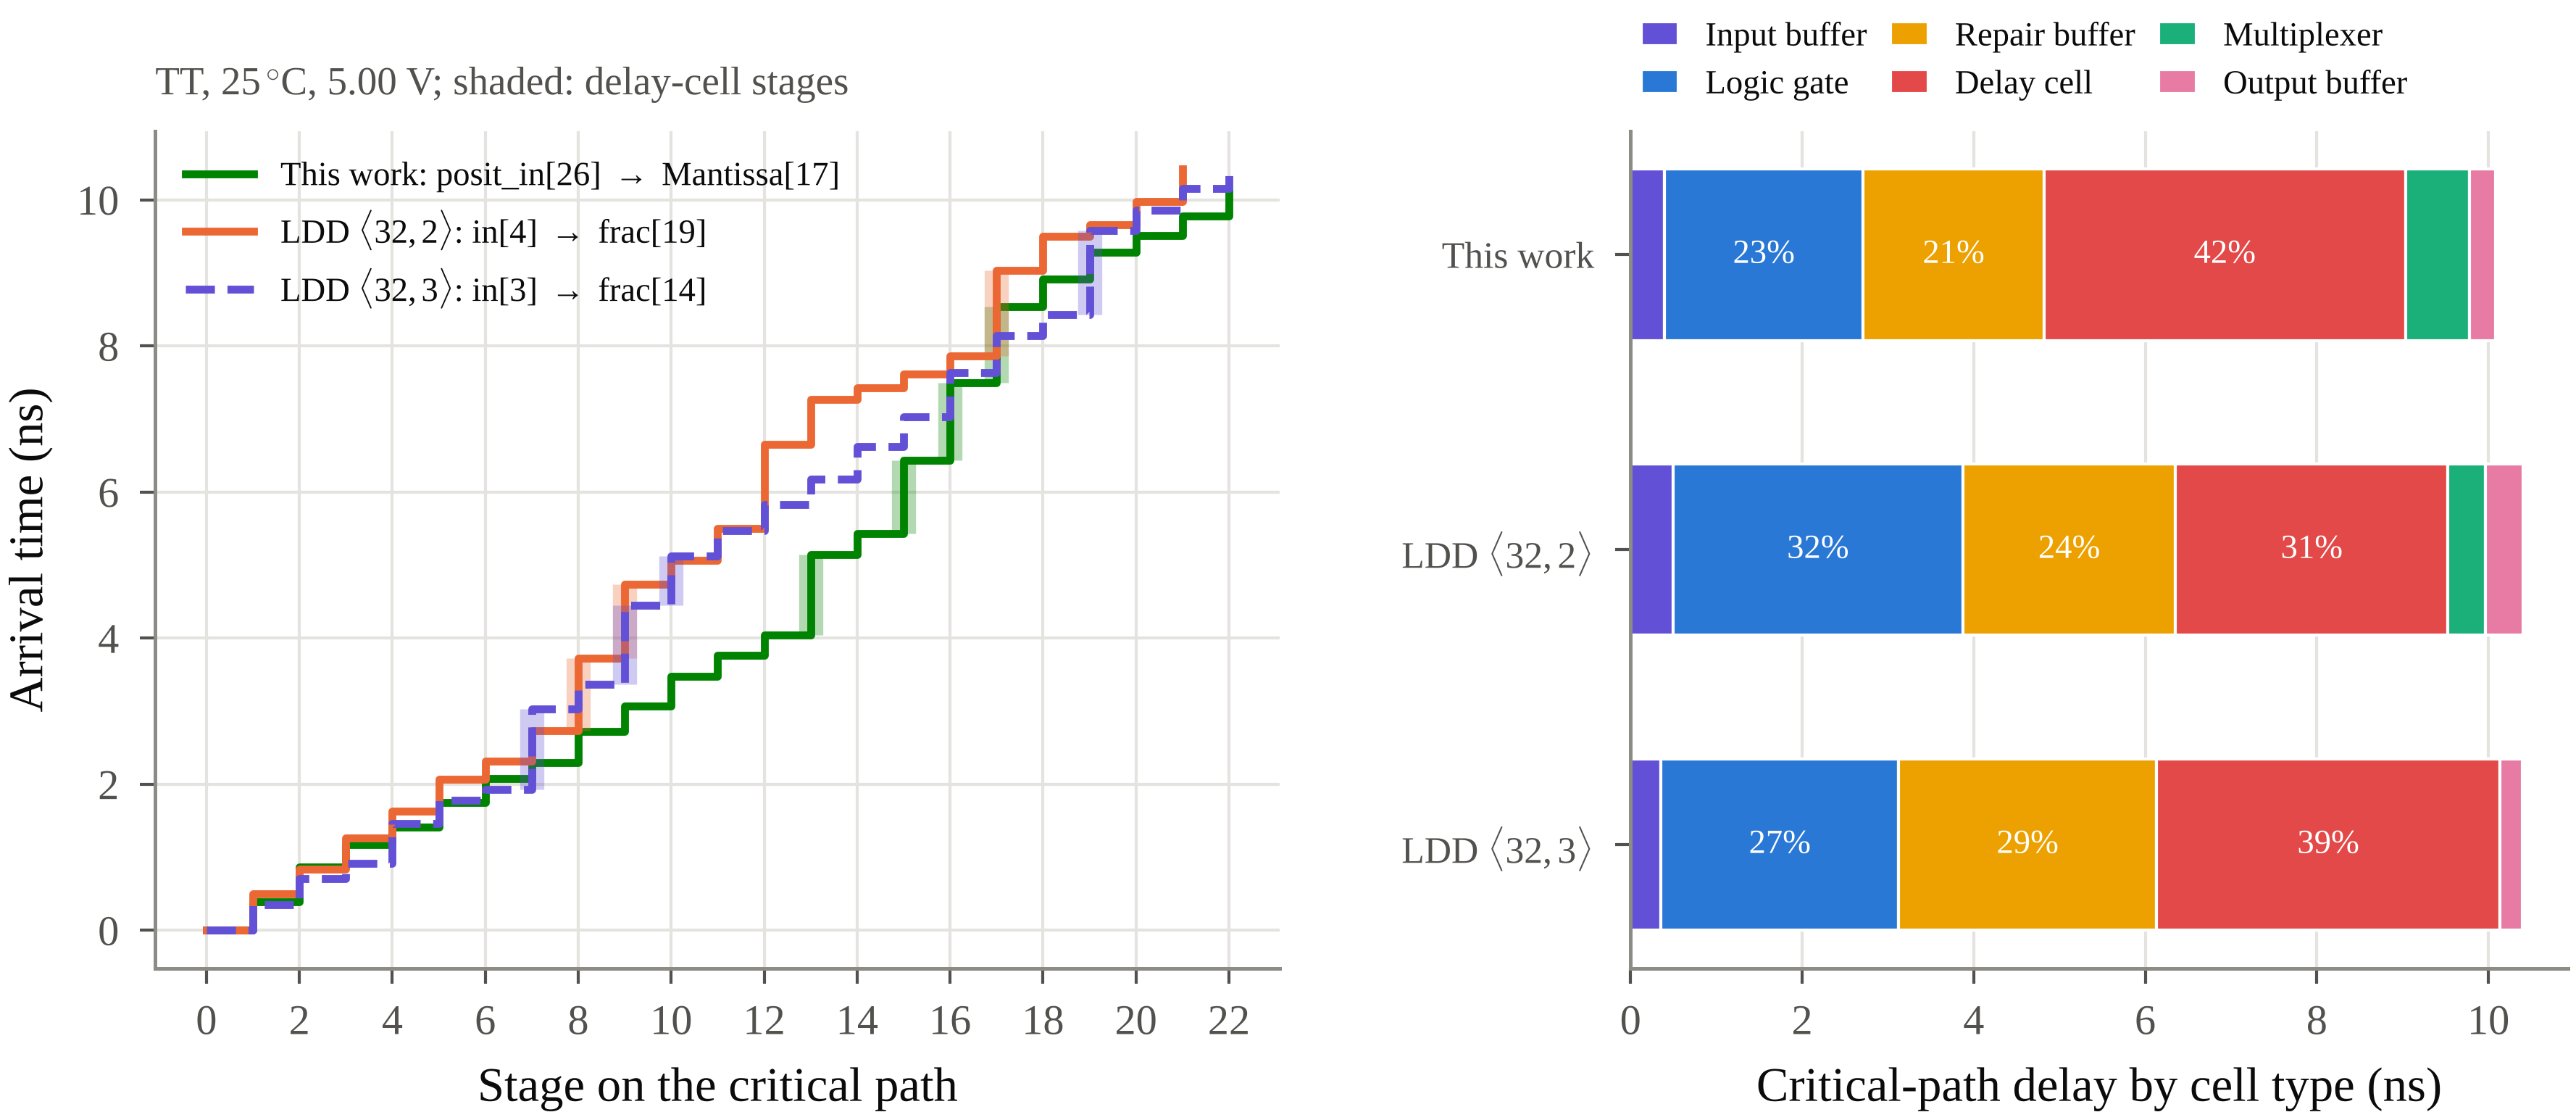 TT, 25°C, 5.00 V; shaded: delay-cell stages
This work: posit_in[26] → Mantissa[17]
LDD ⟨32, 2⟩: in[4] → frac[19]
LDD ⟨32, 3⟩: in[3] → frac[14]
Arrival time (ns)
10
8
6
4
2
0
0 2 4 6 8 10 12 14 16 18 20 22
Stage on the critical path
Input buffer Repair buffer Multiplexer
Logic gate Delay cell Output buffer
This work 23% 21% 42%
LDD ⟨32, 2⟩ 32% 24% 31%
LDD ⟨32, 3⟩ 27% 29% 39%
0 2 4 6 8 10
Critical-path delay by cell type (ns)